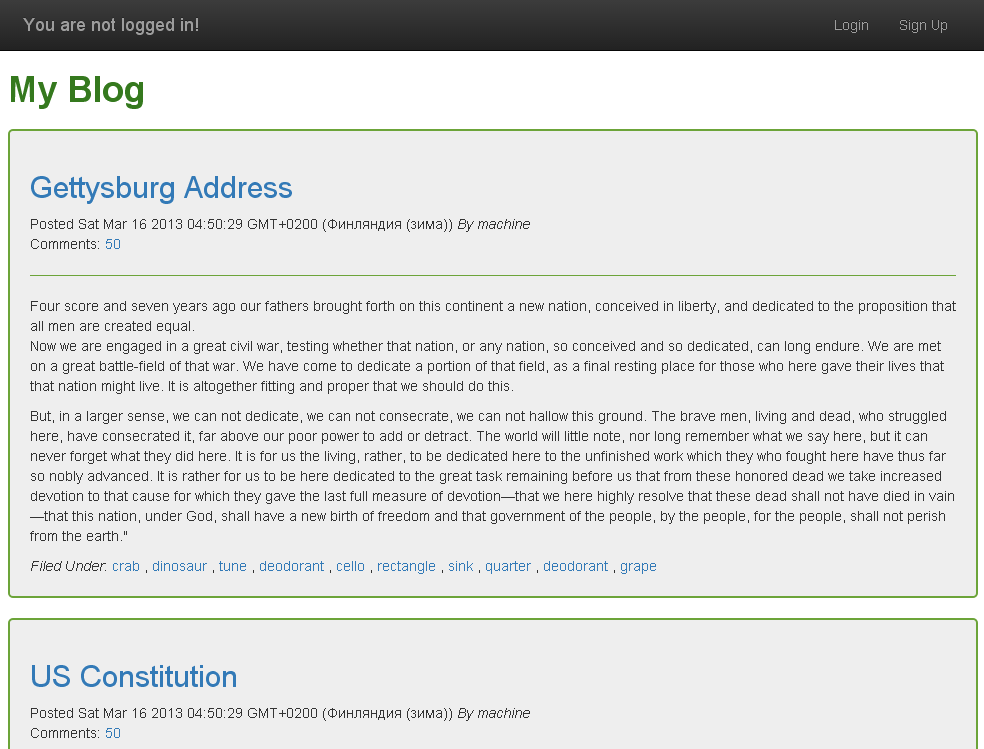 You are not logged in! Login Sign Up
My Blog
Gettysburg Address
Posted Sat Mar 16 2013 04:50:29 GMT+0200 (Финляндия (зима)) By machine
Comments: 50
Four score and seven years ago our fathers brought forth on this continent a new nation, conceived in liberty, and dedicated to the proposition that
all men are created equal.
Now we are engaged in a great civil war, testing whether that nation, or any nation, so conceived and so dedicated, can long endure. We are met
on a great battle-field of that war. We have come to dedicate a portion of that field, as a final resting place for those who here gave their lives that
that nation might live. It is altogether fitting and proper that we should do this.
But, in a larger sense, we can not dedicate, we can not consecrate, we can not hallow this ground. The brave men, living and dead, who struggled
here, have consecrated it, far above our poor power to add or detract. The world will little note, nor long remember what we say here, but it can
never forget what they did here. It is for us the living, rather, to be dedicated here to the unfinished work which they who fought here have thus far
so nobly advanced. It is rather for us to be here dedicated to the great task remaining before us that from these honored dead we take increased
devotion to that cause for which they gave the last full measure of devotion—that we here highly resolve that these dead shall not have died in vain
—that this nation, under God, shall have a new birth of freedom and that government of the people, by the people, for the people, shall not perish
from the earth."
Filed Under: crab , dinosaur , tune , deodorant , cello , rectangle , sink , quarter , deodorant , grape
US Constitution
Posted Sat Mar 16 2013 04:50:29 GMT+0200 (Финляндия (зима)) By machine
Comments: 50